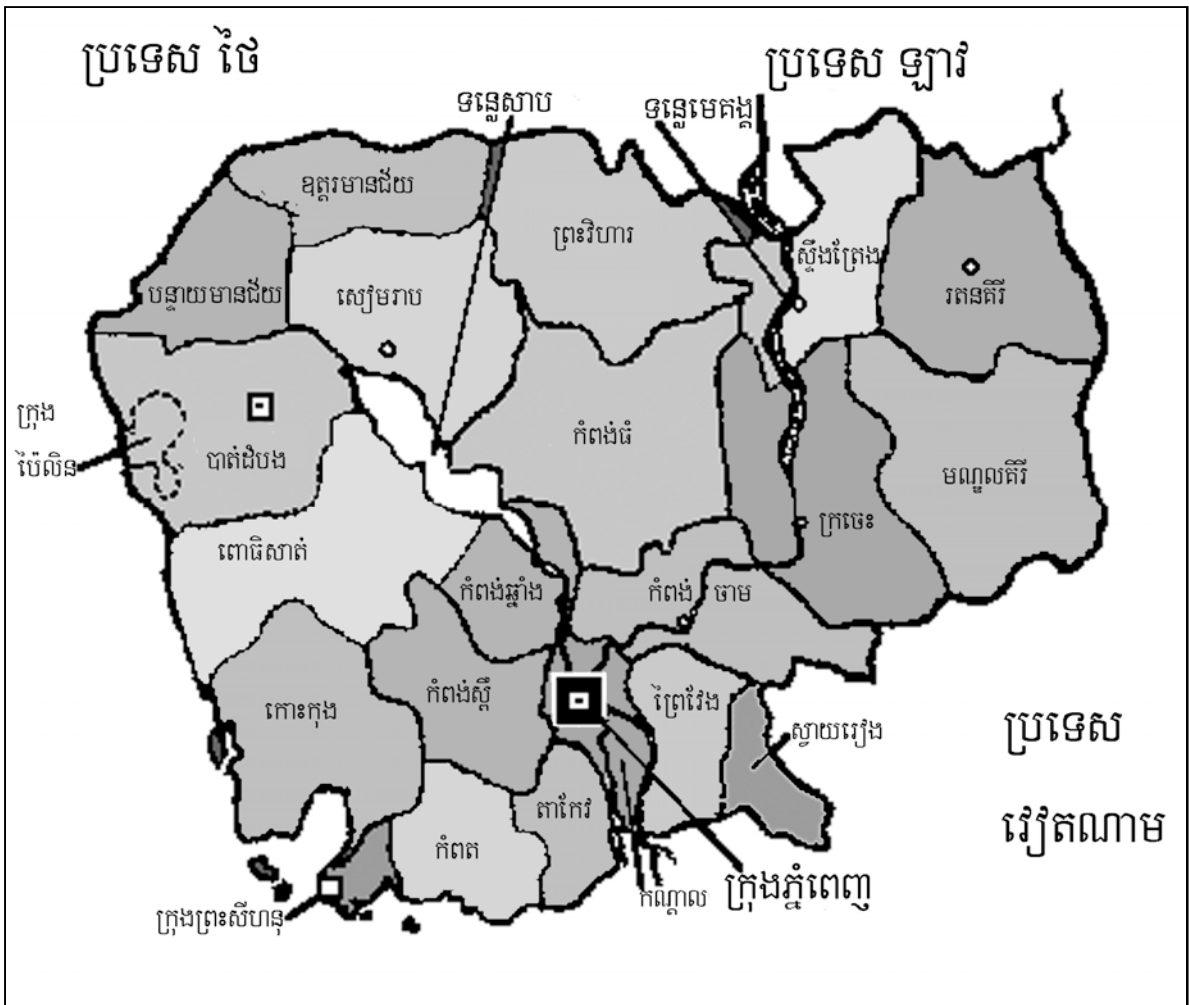 ប្រទេស ថៃ
ប្រទេស ឡាវ
ទន្លេសាប
ទន្លេមេគង្គ
ឧត្តរមានជ័យ
ព្រះវិហារ
ស្ទឹងត្រែង
រតនគិរី
បន្ទាយមានជ័យ
សៀមរាប
ក្រុង
ប៉ៃលិន
បាត់ដំបង
កំពង់ធំ
មណ្ឌលគិរី
ក្រចេះ
ពោធិសាត់
កំពង់ឆ្នាំង
កំពង់ ចាម
កោះកុង
កំពង់ស្ពឺ
ព្រៃវែង
ស្វាយរៀង
ប្រទេស
វៀតណាម
តាកែវ
កំពត
កណ្ដាល
ក្រុងភ្នំពេញ
ក្រុងព្រះសីហនុ